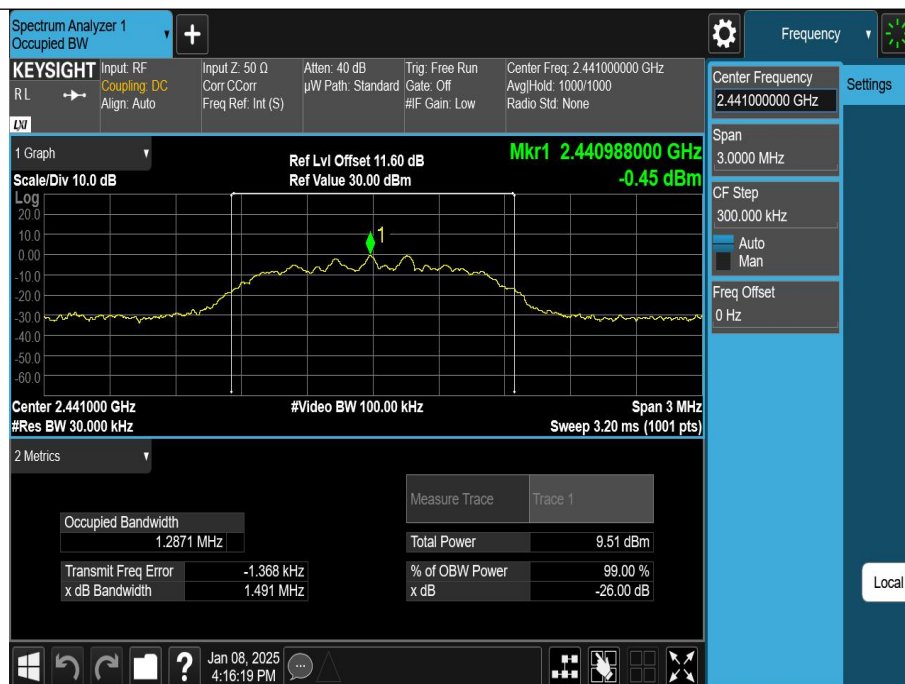 Spectrum Analyzer 1
Occupied BW
+
Frequency
KEYSIGHT
RL
LXI
Input: RF
Coupling: DC
Align: Auto
Input Z: 50 Ω
Corr CCorr
Freq Ref: Int (S)
Atten: 40 dB
µW Path: Standard
Trig: Free Run
Gate: Off
#IF Gain: Low
Center Freq: 2.441000000 GHz
Avg|Hold: 1000/1000
Radio Std: None
Center Frequency
2.441000000 GHz
Settings
Span
3.0000 MHz
CF Step
300.000 kHz
Auto
Man
Freq Offset
0 Hz
Local
1 Graph
Scale/Div 10.0 dB
Ref Lvl Offset 11.60 dB
Ref Value 30.00 dBm
Mkr1 2.440988000 GHz
-0.45 dBm
Log
20.0
10.0
0.00
-10.0
-20.0
-30.0
-40.0
-50.0
-60.0
1
Center 2.441000 GHz
#Video BW 100.00 kHz
Span 3 MHz
#Res BW 30.000 kHz
Sweep 3.20 ms (1001 pts)
2 Metrics
Measure Trace
Trace 1
Occupied Bandwidth
1.2871 MHz
Total Power
9.51 dBm
Transmit Freq Error
-1.368 kHz
% of OBW Power
99.00 %
x dB Bandwidth
1.491 MHz
x dB
-26.00 dB
?
Jan 08, 2025
4:16:19 PM